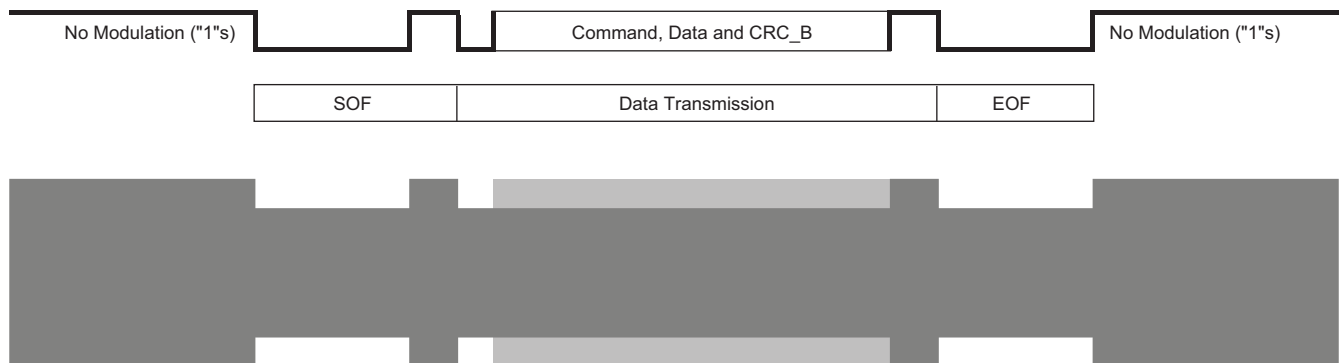 No Modulation ("1"s)
Command, Data and CRC_B
No Modulation ("1"s)
SOF
Data Transmission
EOF